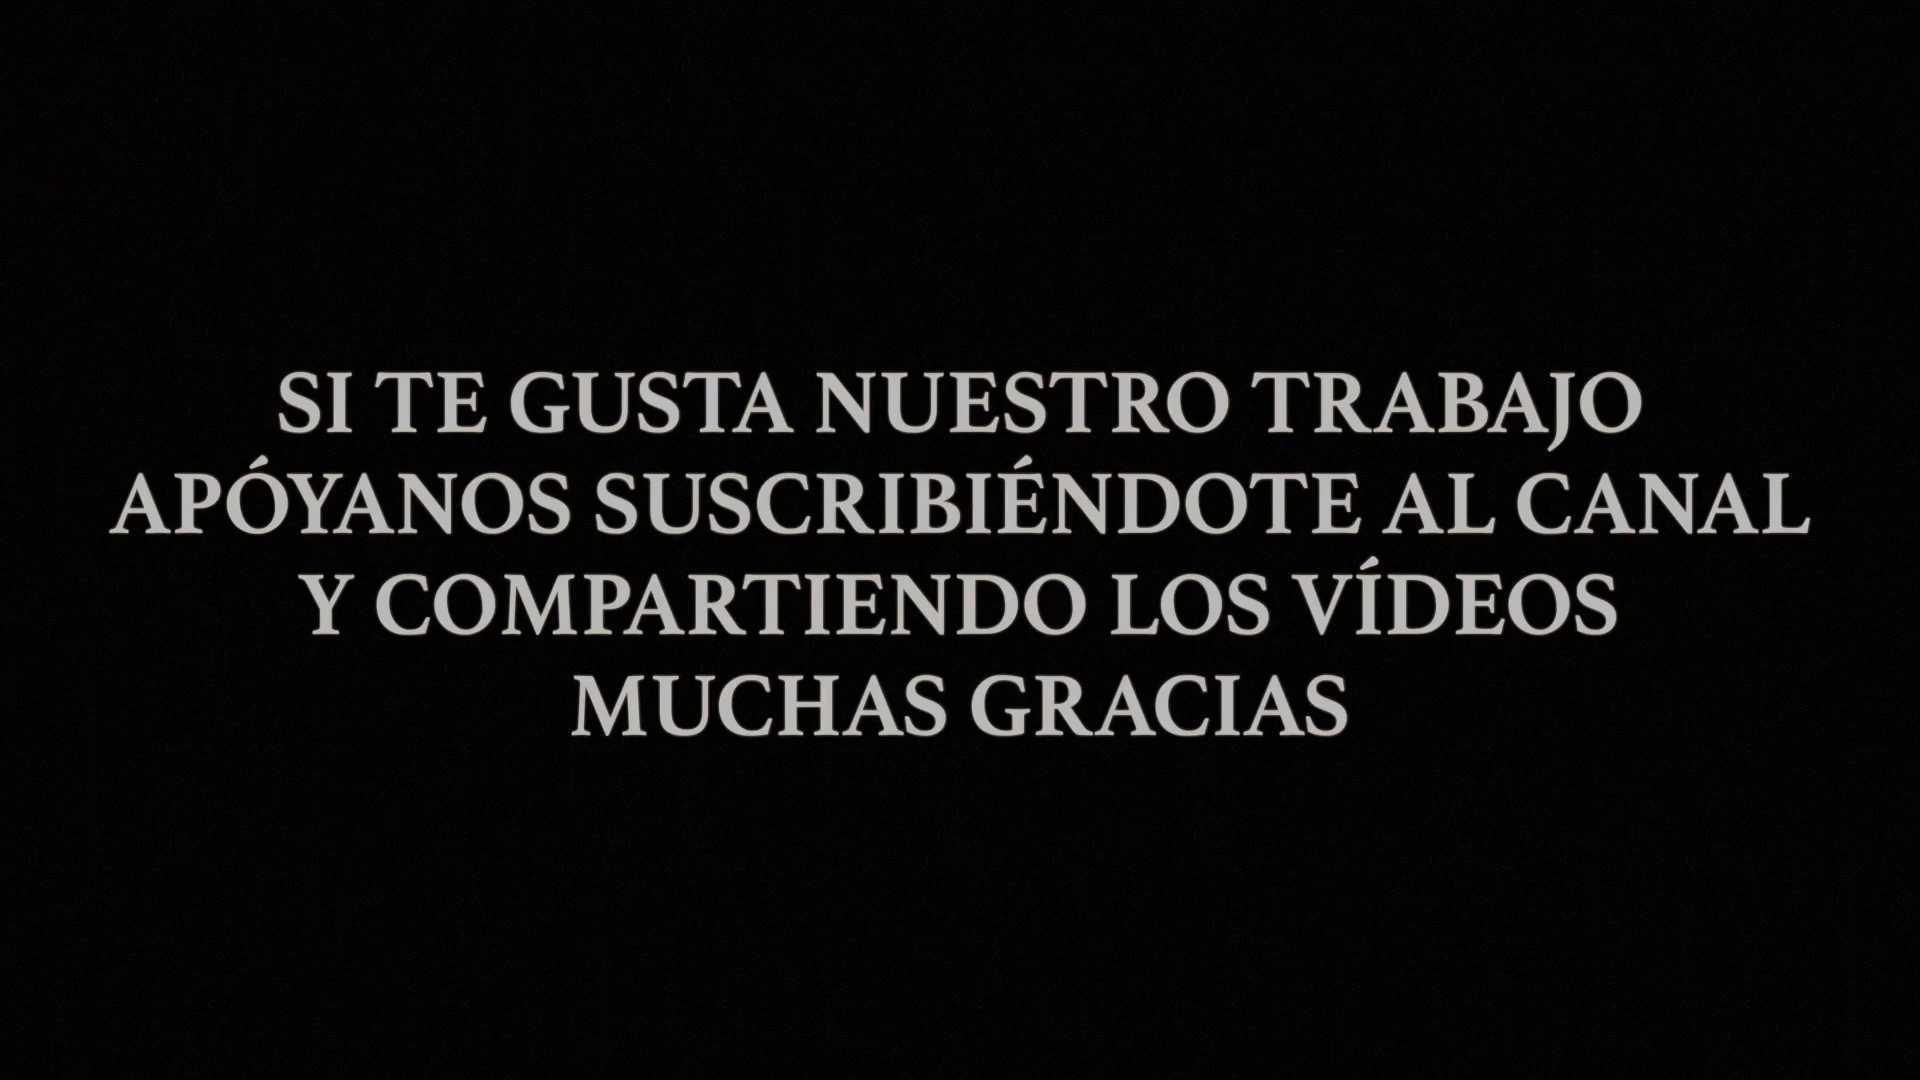 SI TE GUSTA NUESTRO TRABAJO
APÓYANOS SUSCRIBIÉNDOTE AL CANAL
Y COMPARTIENDO LOS VÍDEOS
MUCHAS GRACIAS